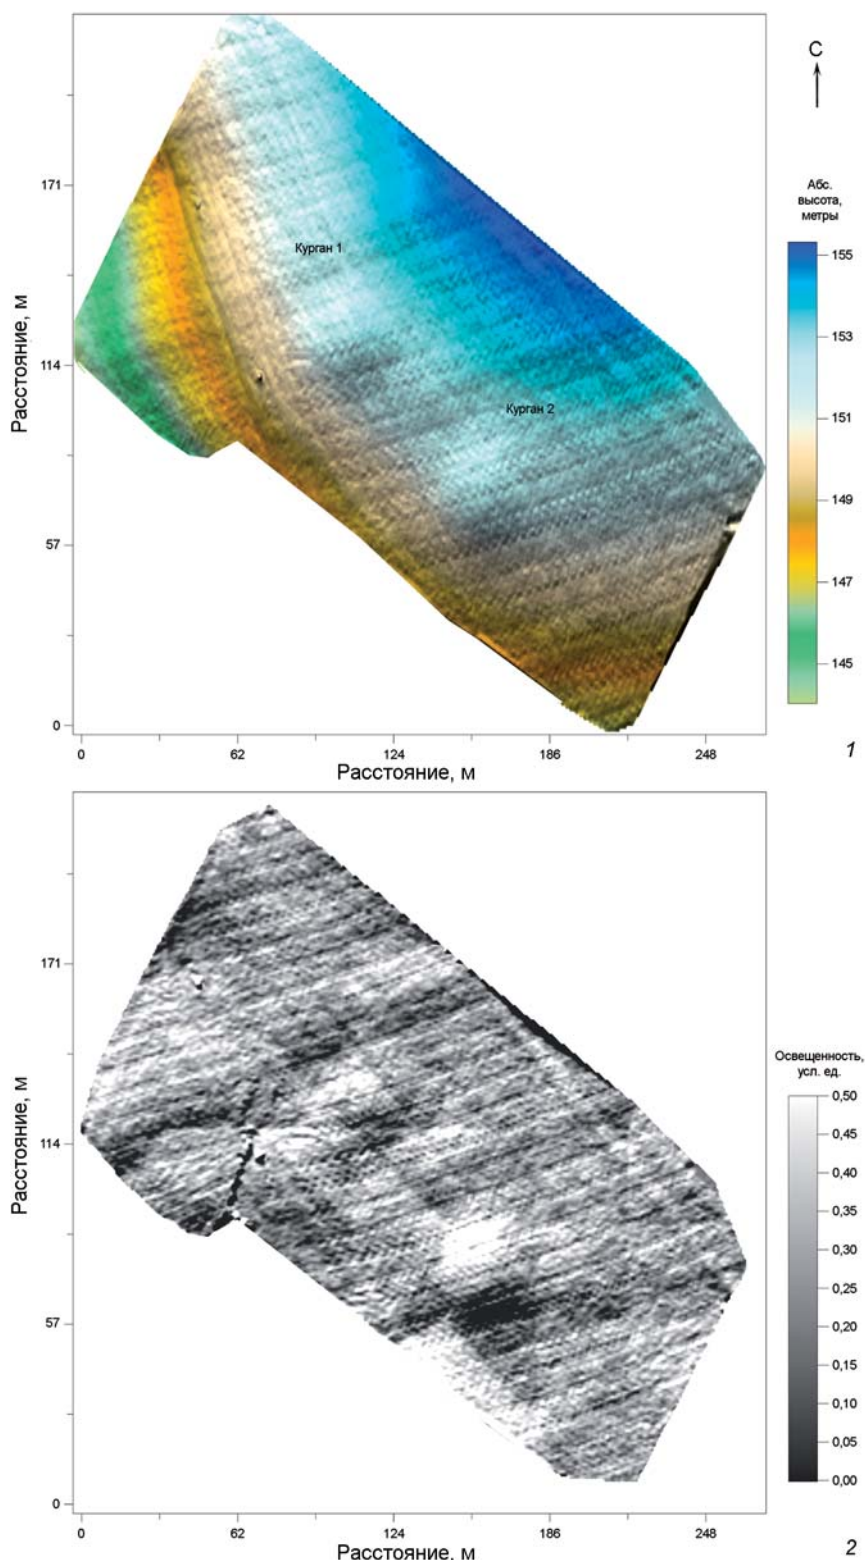 С
Абс.
высота,
метры
155
153
151
149
147
145
Расстояние, м
171
114
57
0
Курган 1
Курган 2
0 62 124 186 248
Расстояние, м
1
Расстояние, м
171
114
57
0
Освещенность,
усл. ед.
0,50
0,45
0,40
0,35
0,30
0,25
0,20
0,15
0,10
0,05
0,00
0 62 124 186 248
Расстояние, м
2